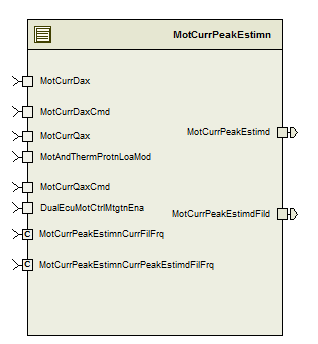 MotCurrPeakEstimn
MotCurrDax
MotCurrDaxCmd
MotCurrQax
MotCurrPeakEstimd
MotAndThermProtnLoaMod
MotCurrQaxCmd
DualEcuMotCtrlMtgtnEna
MotCurrPeakEstimdFild
C MotCurrPeakEstimnCurrFilFrq
C MotCurrPeakEstimnCurrPeakEstimdFilFrq